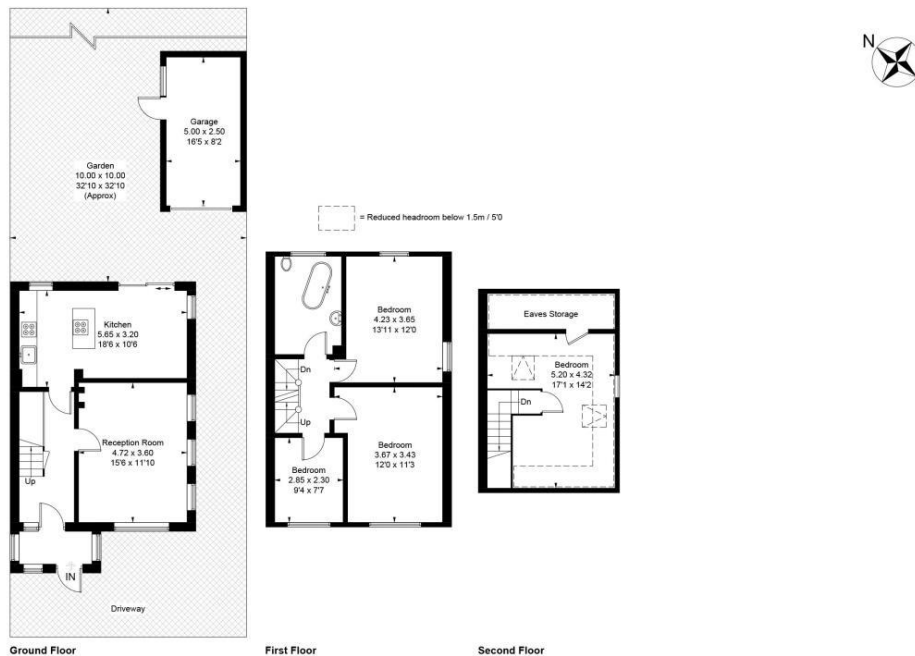 N
Garage
5.00 x 2.50
16'5 x 8'2
Garden
10.00 x 10.00
32'10 x 32'10
(Approx)
= Reduced headroom below 1.5m / 5'0
Kitchen
5.65 x 3.20
18'6 x 10'6
Reception Room
4.72 x 3.60
15'6 x 11'10
Up
IN
Driveway
Ground Floor
Bedroom
4.23 x 3.65
13'11 x 12'0
Dn
Up
Bedroom
3.67 x 3.43
12'0 x 11'3
Bedroom
2.85 x 2.30
9'4 x 7'7
First Floor
Eaves Storage
Bedroom
5.20 x 4.32
17'1 x 14'2
Dn
Second Floor